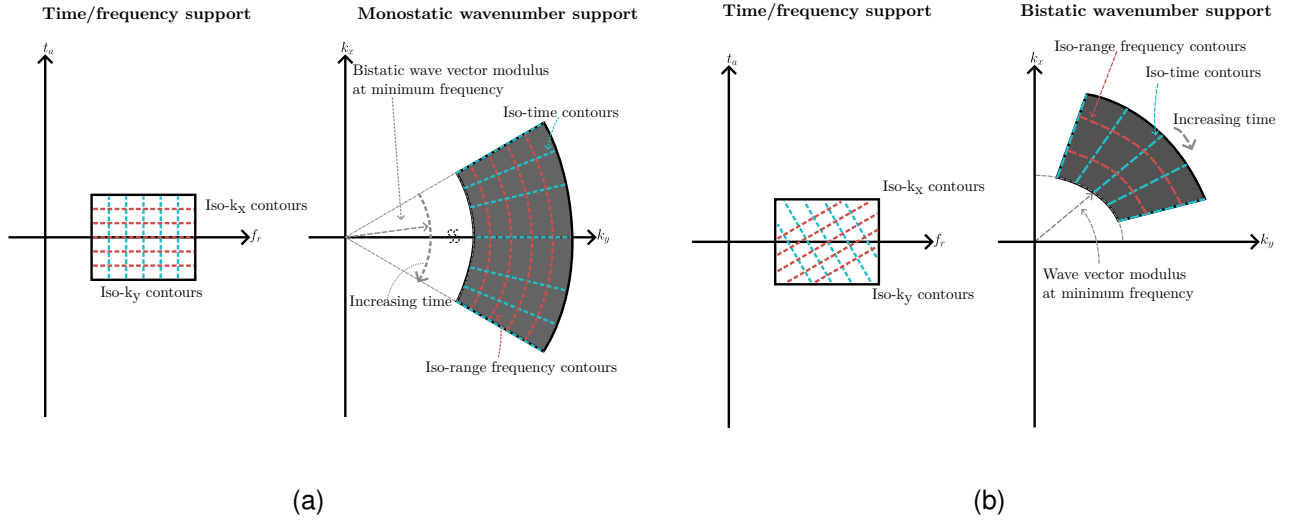 Time/frequency support
Monostatic wavenumber support
t_a
k_x
Bistatic wave vector modulus
at minimum frequency
Iso-time contours
Iso-k_x contours
f_r
k_y
Iso-k_y contours
Increasing time
Iso-range frequency contours
(a)
Time/frequency support
Bistatic wavenumber support
Iso-range frequency contours
t_a
k_x
Iso-time contours
Increasing time
Iso-k_x contours
f_r
k_y
Wave vector modulus
at minimum frequency
Iso-k_y contours
(b)